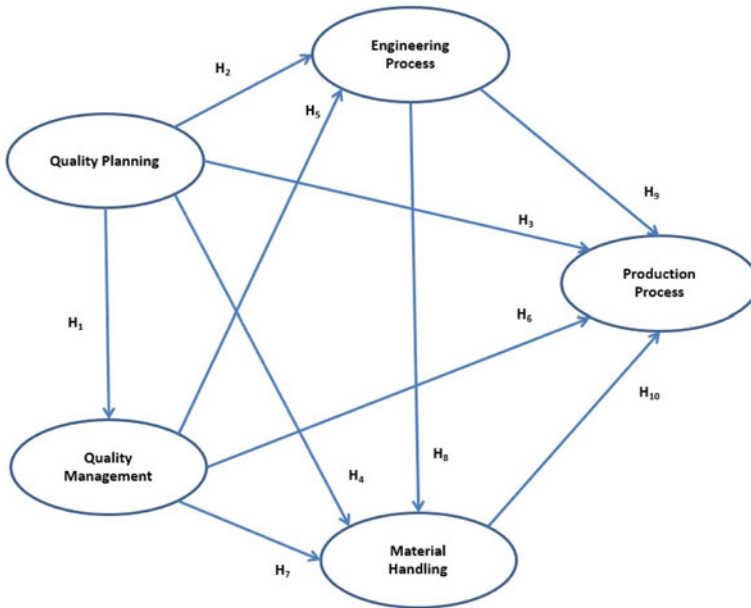 Engineering
Process
H₂
H₅
Quality Planning
H₉
H₃
Production
Process
H₁
H₆
H₁₀
Quality
Management
H₄
H₈
Material
Handling
H₇